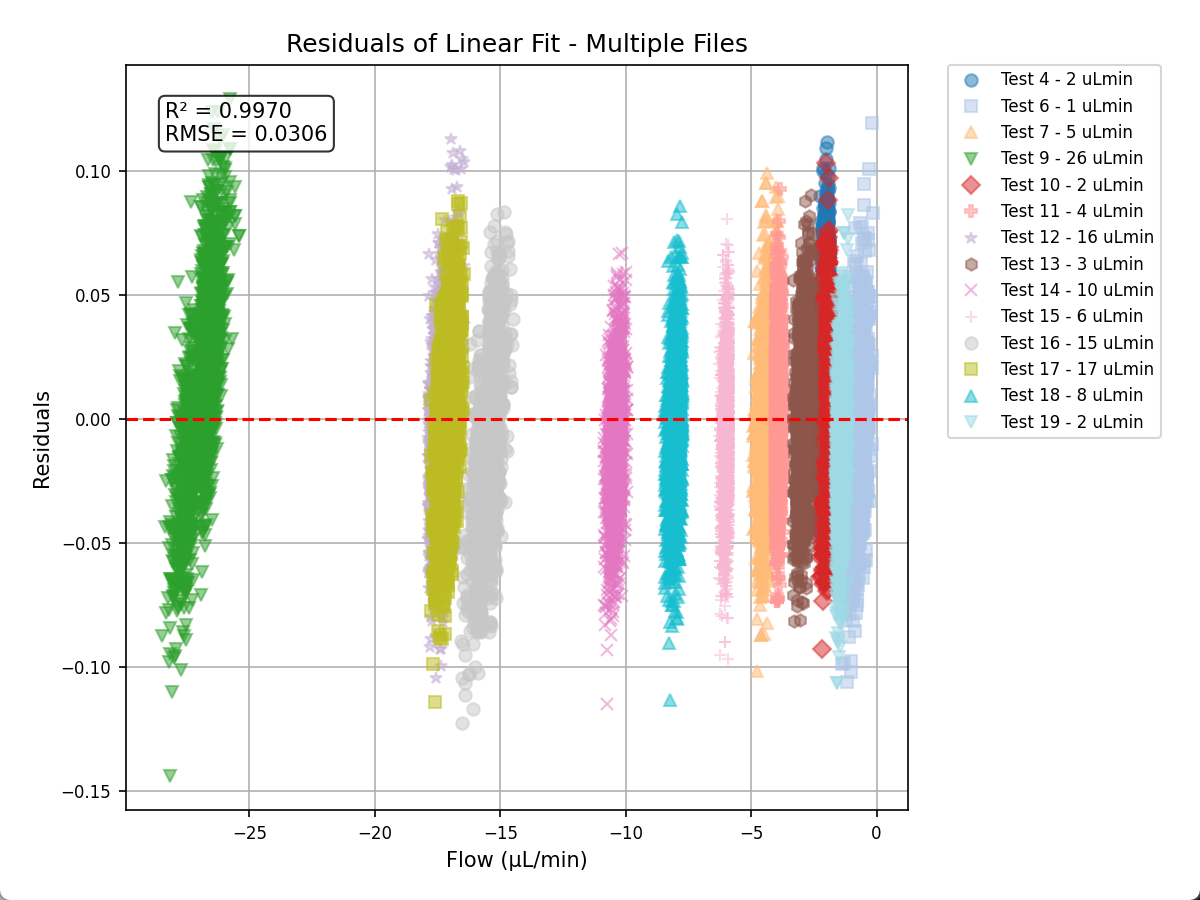 Residuals of Linear Fit - Multiple Files
R² = 0.9970
RMSE = 0.0306
Residuals
0.10
0.05
0.00
−0.05
−0.10
−0.15
−25
−20
−15
−10
−5
0
Flow (µL/min)
Test 4 - 2 uLmin
Test 6 - 1 uLmin
Test 7 - 5 uLmin
Test 9 - 26 uLmin
Test 10 - 2 uLmin
Test 11 - 4 uLmin
Test 12 - 16 uLmin
Test 13 - 3 uLmin
Test 14 - 10 uLmin
Test 15 - 6 uLmin
Test 16 - 15 uLmin
Test 17 - 17 uLmin
Test 18 - 8 uLmin
Test 19 - 2 uLmin